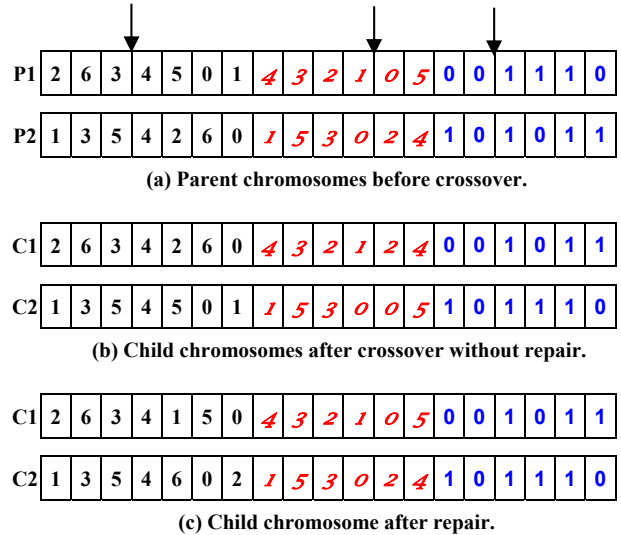 P1 2 6 3 4 5 0 1 4 3 2 1 0 5 0 0 1 1 1 0
P2 1 3 5 4 2 6 0 1 5 3 0 2 4 1 0 1 0 1 1
(a) Parent chromosomes before crossover.
C1 2 6 3 4 2 6 0 4 3 2 1 2 4 0 0 1 0 1 1
C2 1 3 5 4 5 0 1 1 5 3 0 0 5 1 0 1 1 1 0
(b) Child chromosomes after crossover without repair.
C1 2 6 3 4 1 5 0 4 3 2 1 0 5 0 0 1 0 1 1
C2 1 3 5 4 6 0 2 1 5 3 0 2 4 1 0 1 1 1 0
(c) Child chromosome after repair.